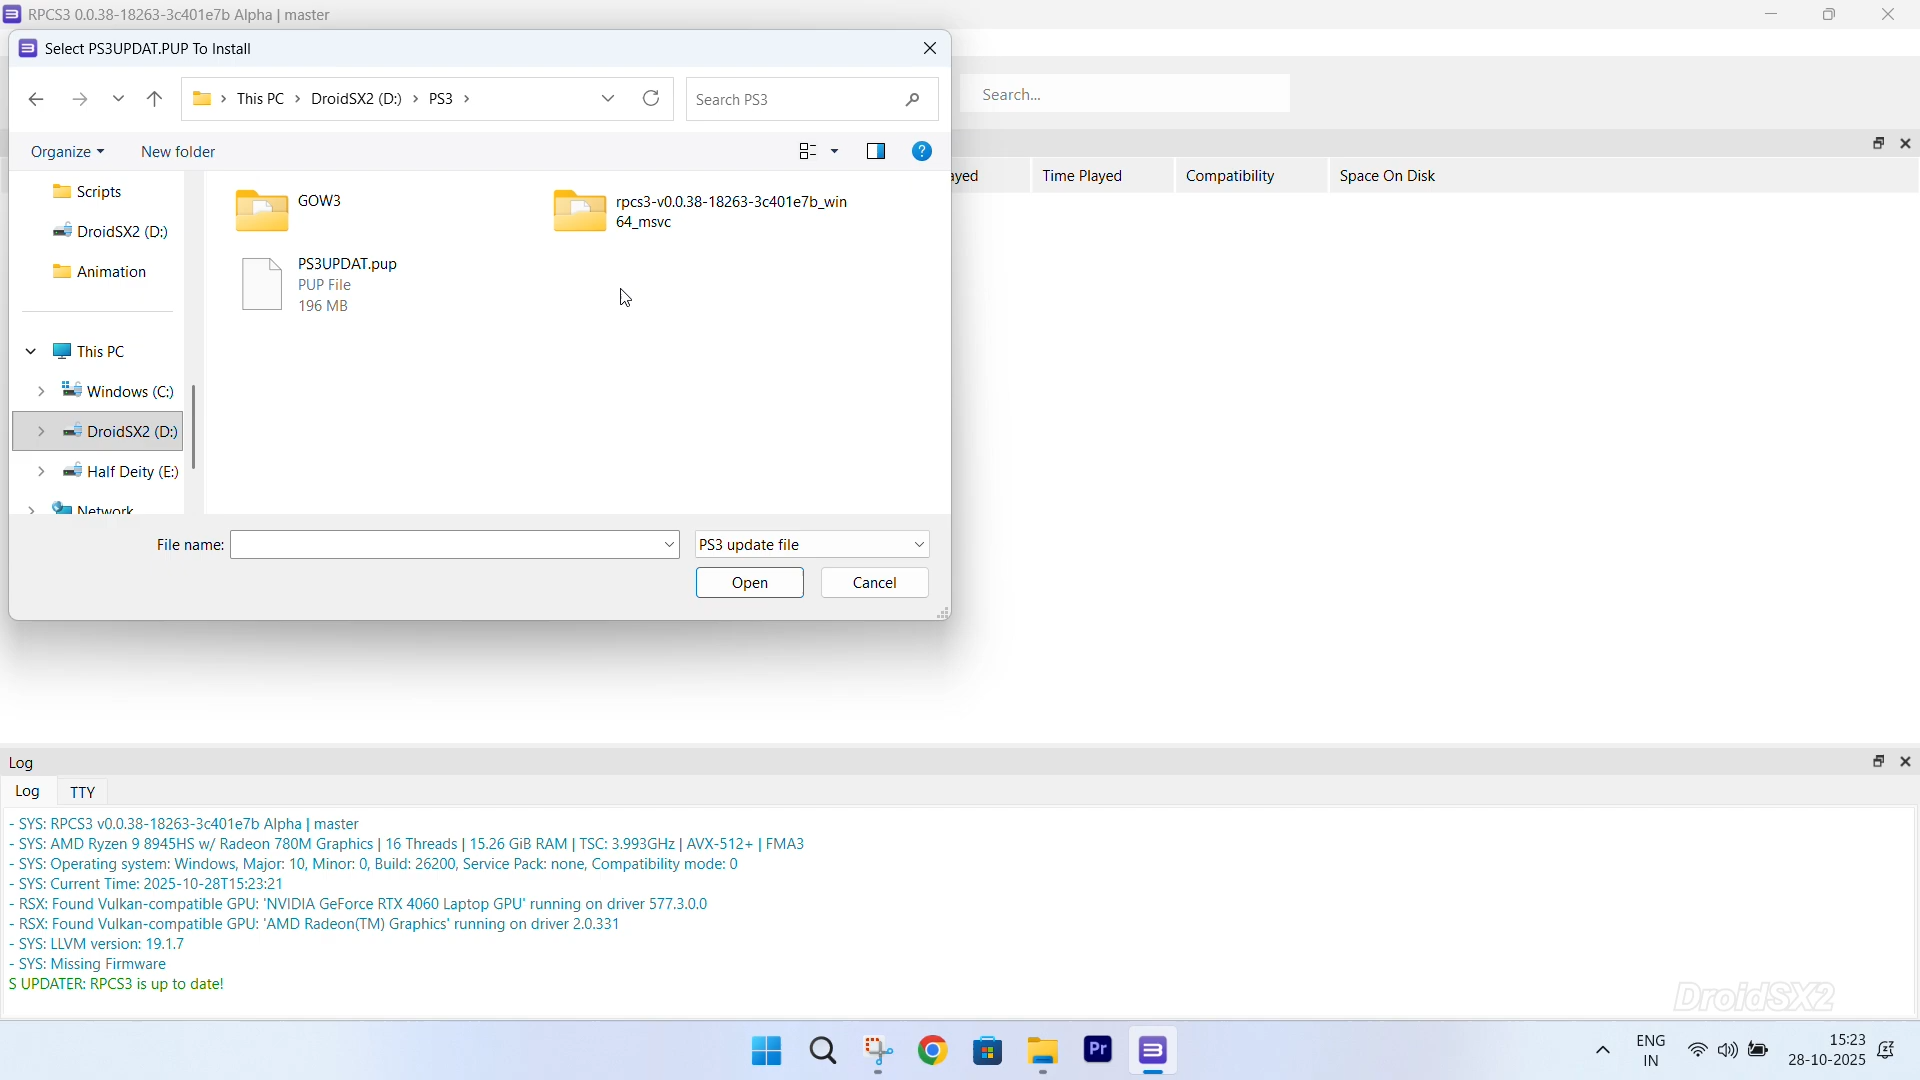 RPCS3 0.0.38-18263-3c401e7b Alpha | master
Select PS3UPDAT.PUP To Install
This PC
DroidSX2 (D:)
PS3
Search PS3
Search...
Organize
New folder
ayed
Time Played
Compatibility
Space On Disk
Scripts
DroidSX2 (D:)
Animation
This PC
Windows (C:)
DroidSX2 (D:)
Half Deity (E:)
Network
GOW3
rpcs3-v0.0.38-18263-3c401e7b_win
64_msvc
PS3UPDAT.pup
PUP File
196 MB
File name:
PS3 update file
Open
Cancel
Log
Log
TTY
- SYS: RPCS3 v0.0.38-18263-3c401e7b Alpha | master
- SYS: AMD Ryzen 9 8945HS w/ Radeon 780M Graphics | 16 Threads | 15.26 GiB RAM | TSC: 3.993GHz | AVX-512+ | FMA3
- SYS: Operating system: Windows, Major: 10, Minor: 0, Build: 26200, Service Pack: none, Compatibility mode: 0
- SYS: Current Time: 2025-10-28T15:23:21
- RSX: Found Vulkan-compatible GPU: 'NVIDIA GeForce RTX 4060 Laptop GPU' running on driver 577.3.0.0
- RSX: Found Vulkan-compatible GPU: 'AMD Radeon(TM) Graphics' running on driver 2.0.331
- SYS: LLVM version: 19.1.7
- SYS: Missing Firmware
S UPDATER: RPCS3 is up to date!
DroidSX2
Pr
ENG
IN
15:23
28-10-2025